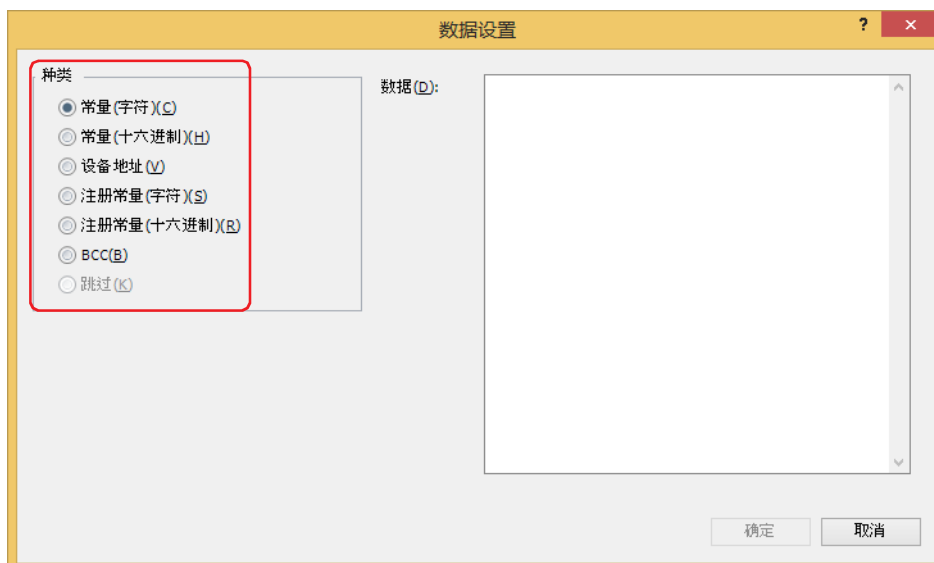 数据设置
?
×
种类
常量(字符)(C)
常量(十六进制)(H)
设备地址(V)
注册常量(字符)(S)
注册常量(十六进制)(R)
BCC(B)
跳过(K)
数据(D):
确定
取消